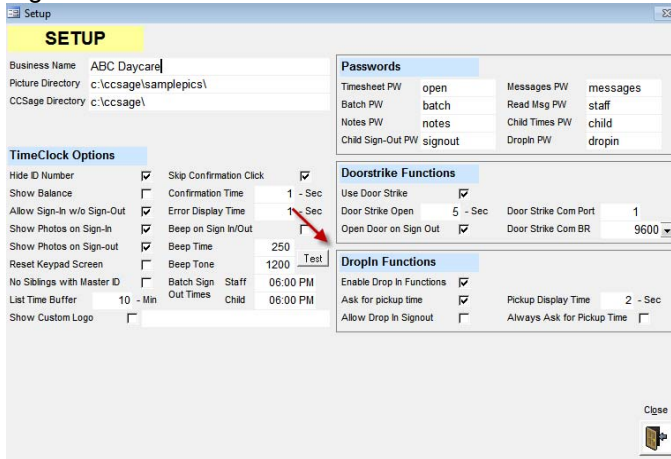 Setup
SETUP
Business Name ABC Daycare
Picture Directory c:\ccsage\samplepics\
CCSage Directory c:\ccsage\
TimeClock Options
Hide ID Number Skip Confirmation Click
Show Balance Confirmation Time 1 - Sec
Allow Sign-In w/o Sign-Out Error Display Time 1 - Sec
Show Photos on Sign-In Beep on Sign In/Out
Show Photos on Sign-out Beep Time 250
Reset Keypad Screen Beep Tone 1200 Test
No Siblings with Master ID Batch Sign Staff 06:00 PM
List Time Buffer 10 - Min Out Times Child 06:00 PM
Show Custom Logo
Passwords
Timesheet PW open Messages PW messages
Batch PW batch Read Msg PW staff
Notes PW notes Child Times PW child
Child Sign-Out PW signout DropIn PW dropin
Doorstrike Functions
Use Door Strike
Door Strike Open 5 - Sec Door Strike Com Port 1
Open Door on Sign Out Door Strike Com BR 9600
DropIn Functions
Enable Drop In Functions
Ask for pickup time Pickup Display Time 2 - Sec
Allow Drop In Signout Always Ask for Pickup Time
Close